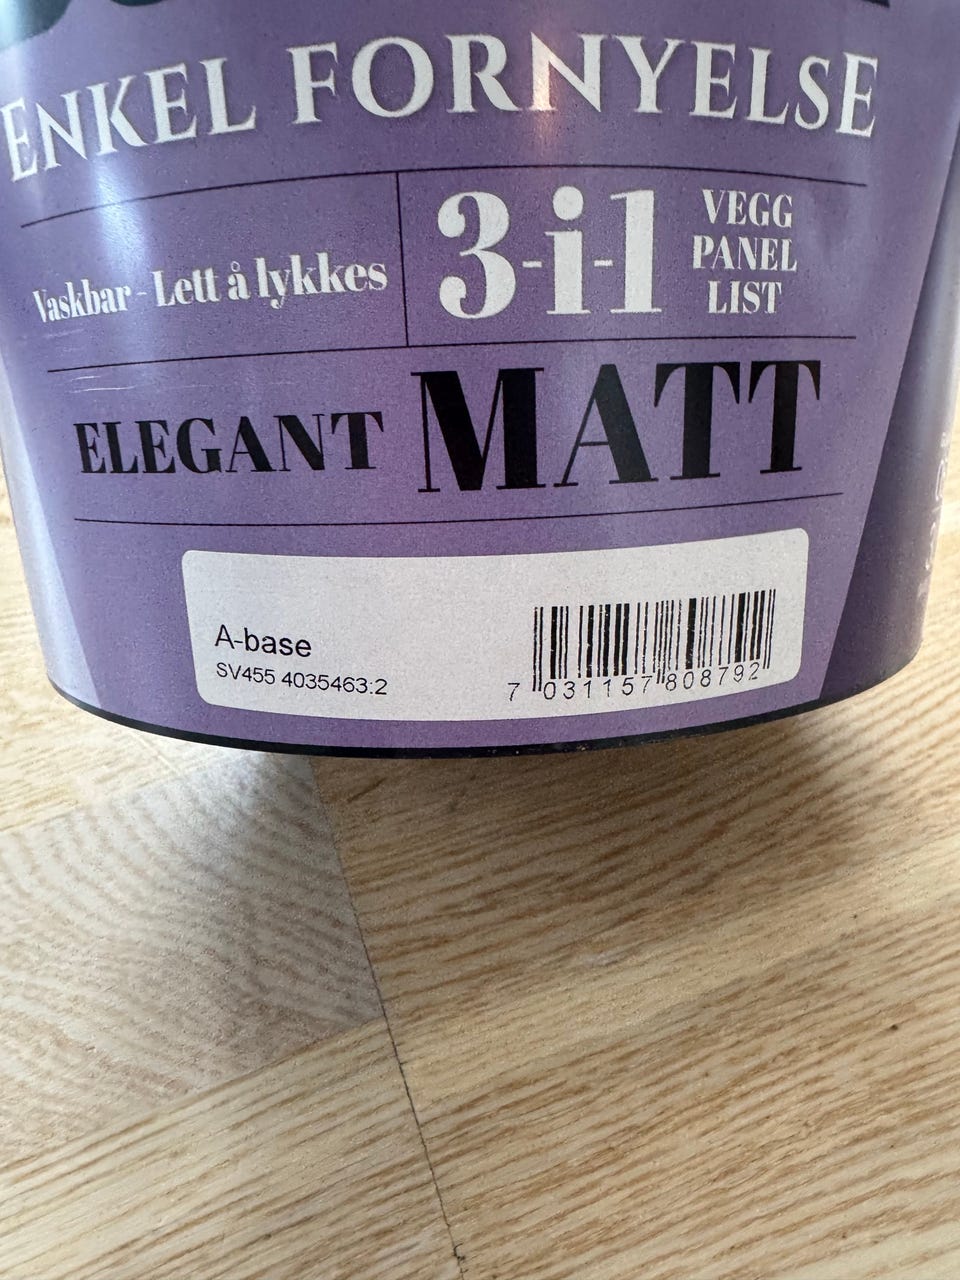 ENKEL FORNYELSE
Vaskbar - Lett å lykkes
3-i-1
VEGG
PANEL
LIST
ELEGANT MATT
A-base
SV455 4035463:2
7 031157 808792